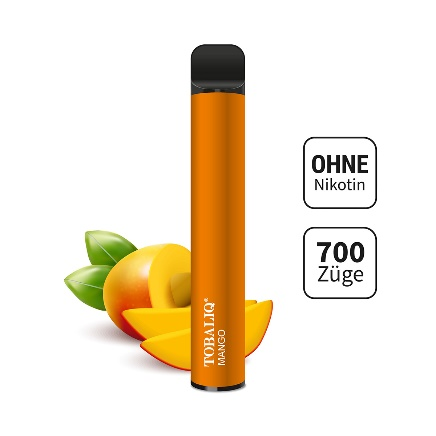 TOBALIQ®
MANGO
OHNE
Nikotin
700
Züge